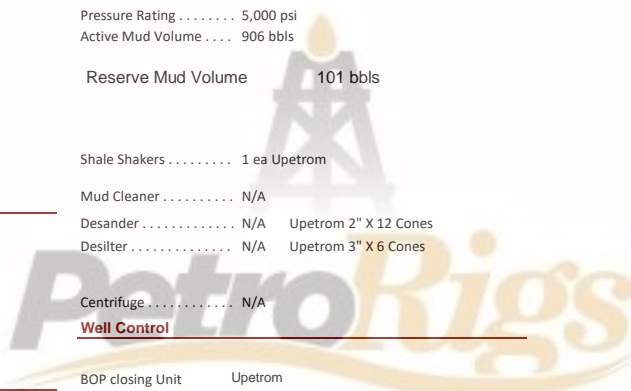 Pressure Rating . . . . . . . . 5,000 psi
Active Mud Volume . . . . 906 bbls
Reserve Mud Volume 101 bbls
Shale Shakers . . . . . . . . . 1 ea Upetrom
Mud Cleaner . . . . . . . . . . N/A
Desander . . . . . . . . . . . . . N/A Upetrom 2" X 12 Cones
Desilter . . . . . . . . . . . . . . N/A Upetrom 3" X 6 Cones
PetroRigs
Centrifuge . . . . . . . . . . . . N/A
Well Control
BOP closing Unit Upetrom